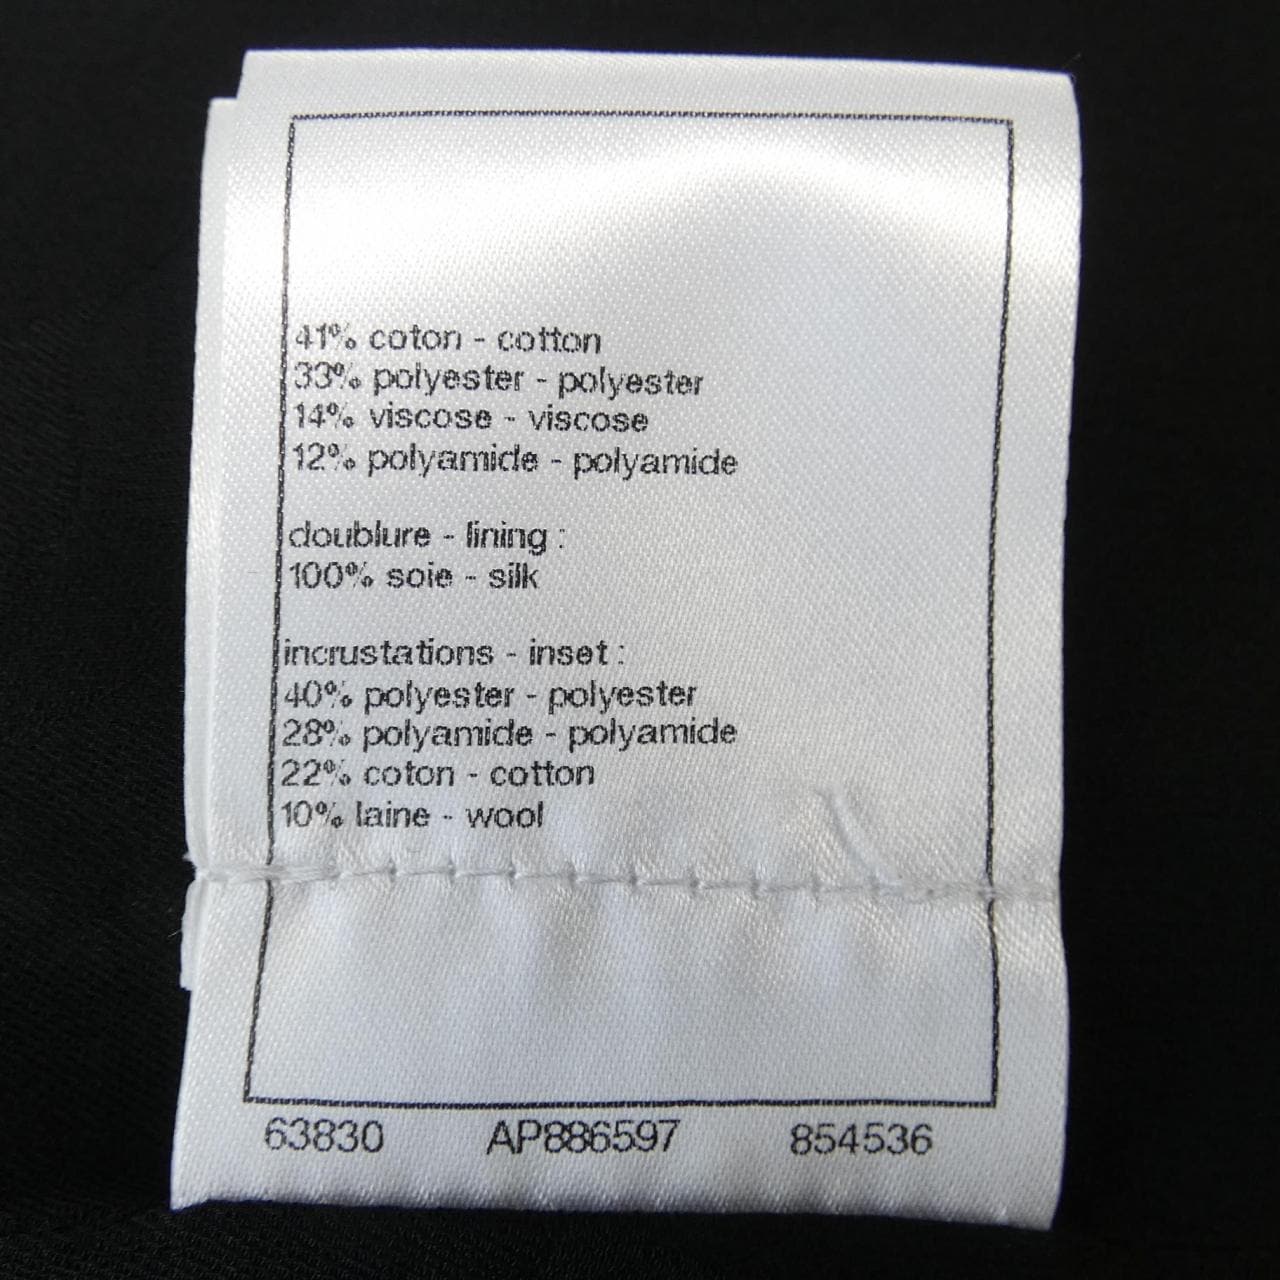 41% coton - cotton
33% polyester - polyester
14% viscose - viscose
12% polyamide - polyamide
doublure - lining :
100% soie - silk
incrustations - inset :
40% polyester - polyester
28% polyamide - polyamide
22% coton - cotton
10% laine - wool
63830 AP886597 854536